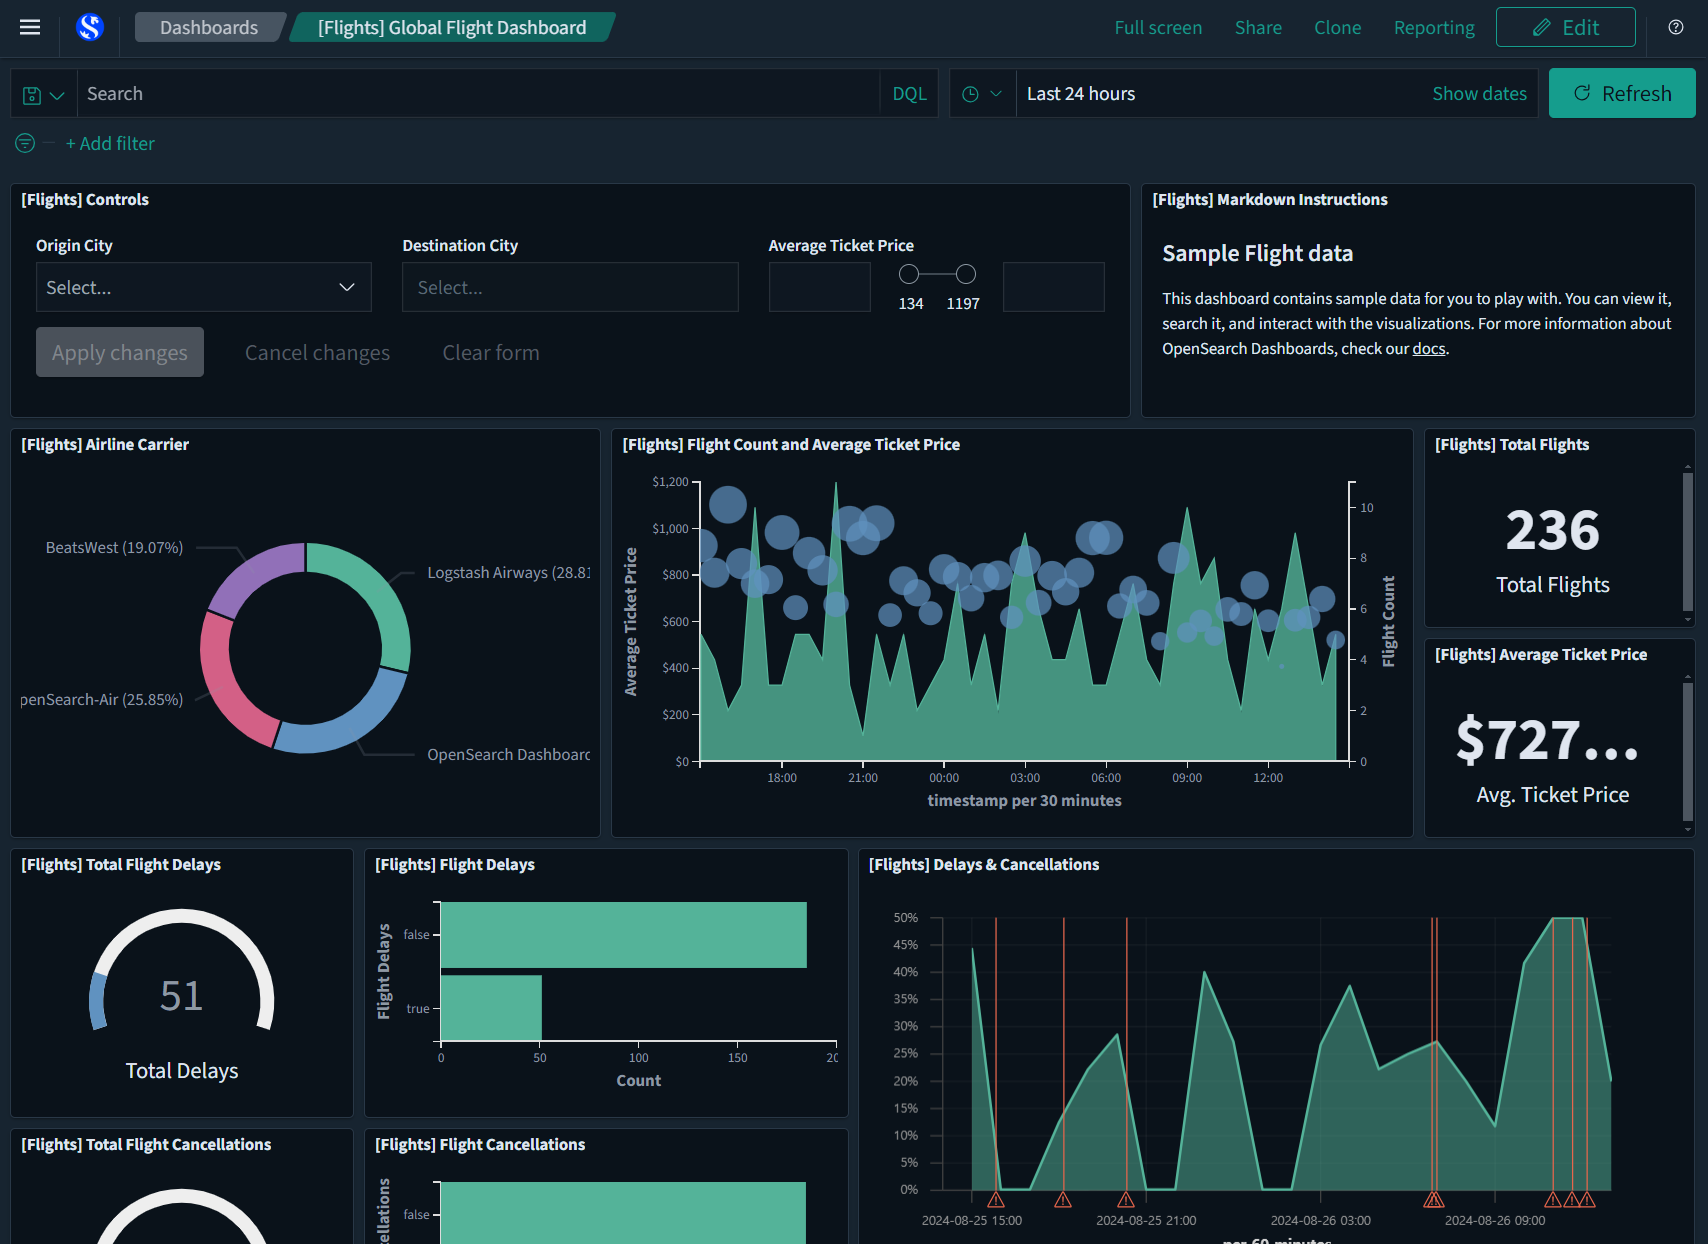 Dashboards
[Flights] Global Flight Dashboard
Full screen
Share
Clone
Reporting
Edit
Search
DQL
Last 24 hours
Show dates
Refresh
+ Add filter
[Flights] Controls
Origin City
Select...
Destination City
Select...
Average Ticket Price
134
1197
Apply changes
Cancel changes
Clear form
[Flights] Markdown Instructions
Sample Flight data
This dashboard contains sample data for you to play with. You can view it,
search it, and interact with the visualizations. For more information about
OpenSearch Dashboards, check our docs.
[Flights] Airline Carrier
BeatsWest (19.07%)
Logstash Airways (28.81
penSearch-Air (25.85%)
OpenSearch Dashboard
[Flights] Flight Count and Average Ticket Price
Average Ticket Price
$1,200
$1,000
$800
$600
$400
$200
$0
18:00
21:00
00:00
03:00
06:00
09:00
12:00
timestamp per 30 minutes
10
8
6
4
2
0
Flight Count
[Flights] Total Flights
236
Total Flights
[Flights] Average Ticket Price
$727...
Avg. Ticket Price
[Flights] Total Flight Delays
51
Total Delays
[Flights] Flight Delays
Flight Delays
false
true
0
50
100
150
20
Count
[Flights] Delays & Cancellations
50%
45%
40%
35%
30%
25%
20%
15%
10%
5%
0%
2024-08-25 15:00
2024-08-25 21:00
2024-08-26 03:00
2024-08-26 09:00
per 60 minutes
[Flights] Total Flight Cancellations
[Flights] Flight Cancellations
cellations
false